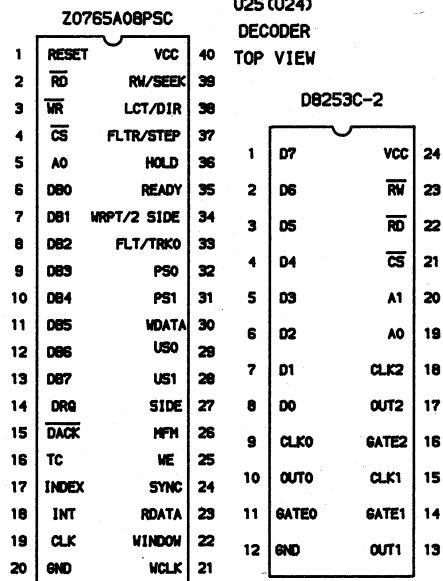 U25(U24)
DECODER
TOP VIEW
Z0765A08PSC
1 RESET VCC 40
2 RD RW/SEEK 39
3 WR LCT/DIR 38
4 CS FLTR/STEP 37
5 A0 HOLD 36
6 DB0 READY 35
7 DB1 WRPT/2 SIDE 34
8 DB2 FLT/TRK0 33
9 DB3 PS0 32
10 DB4 PS1 31
11 DB5 WDATA 30
12 DB6 US0 29
13 DB7 US1 28
14 DRQ SIDE 27
15 DACK MFM 26
16 TC WE 25
17 INDEX SYNC 24
18 INT RDATA 23
19 CLK WINDOW 22
20 GND WCLK 21
D8253C-2
1 D7 VCC 24
2 D6 RW 23
3 D5 RD 22
4 D4 CS 21
5 D3 A1 20
6 D2 A0 19
7 D1 CLK2 18
8 D0 OUT2 17
9 CLK0 GATE2 16
10 OUT0 CLK1 15
11 GATE0 GATE1 14
12 GND OUT1 13